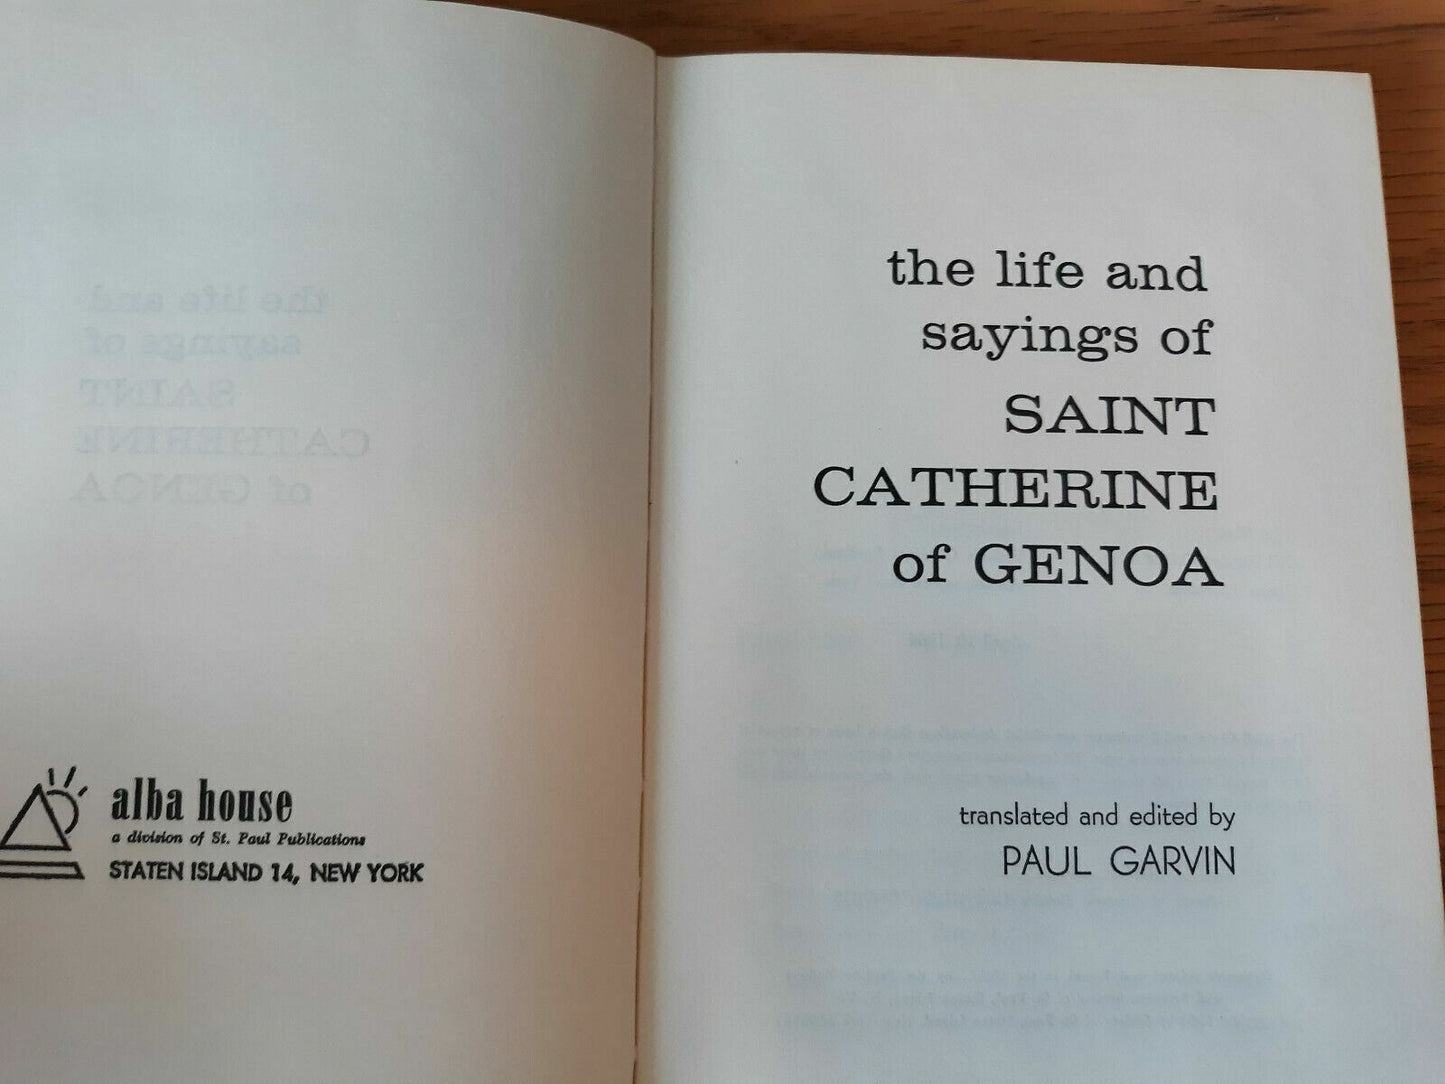 alba house
a division of St. Paul Publications
STATEN ISLAND 14, NEW YORK
the life and
sayings of
SAINT
CATHERINE
of GENOA
translated and edited by
PAUL GARVIN